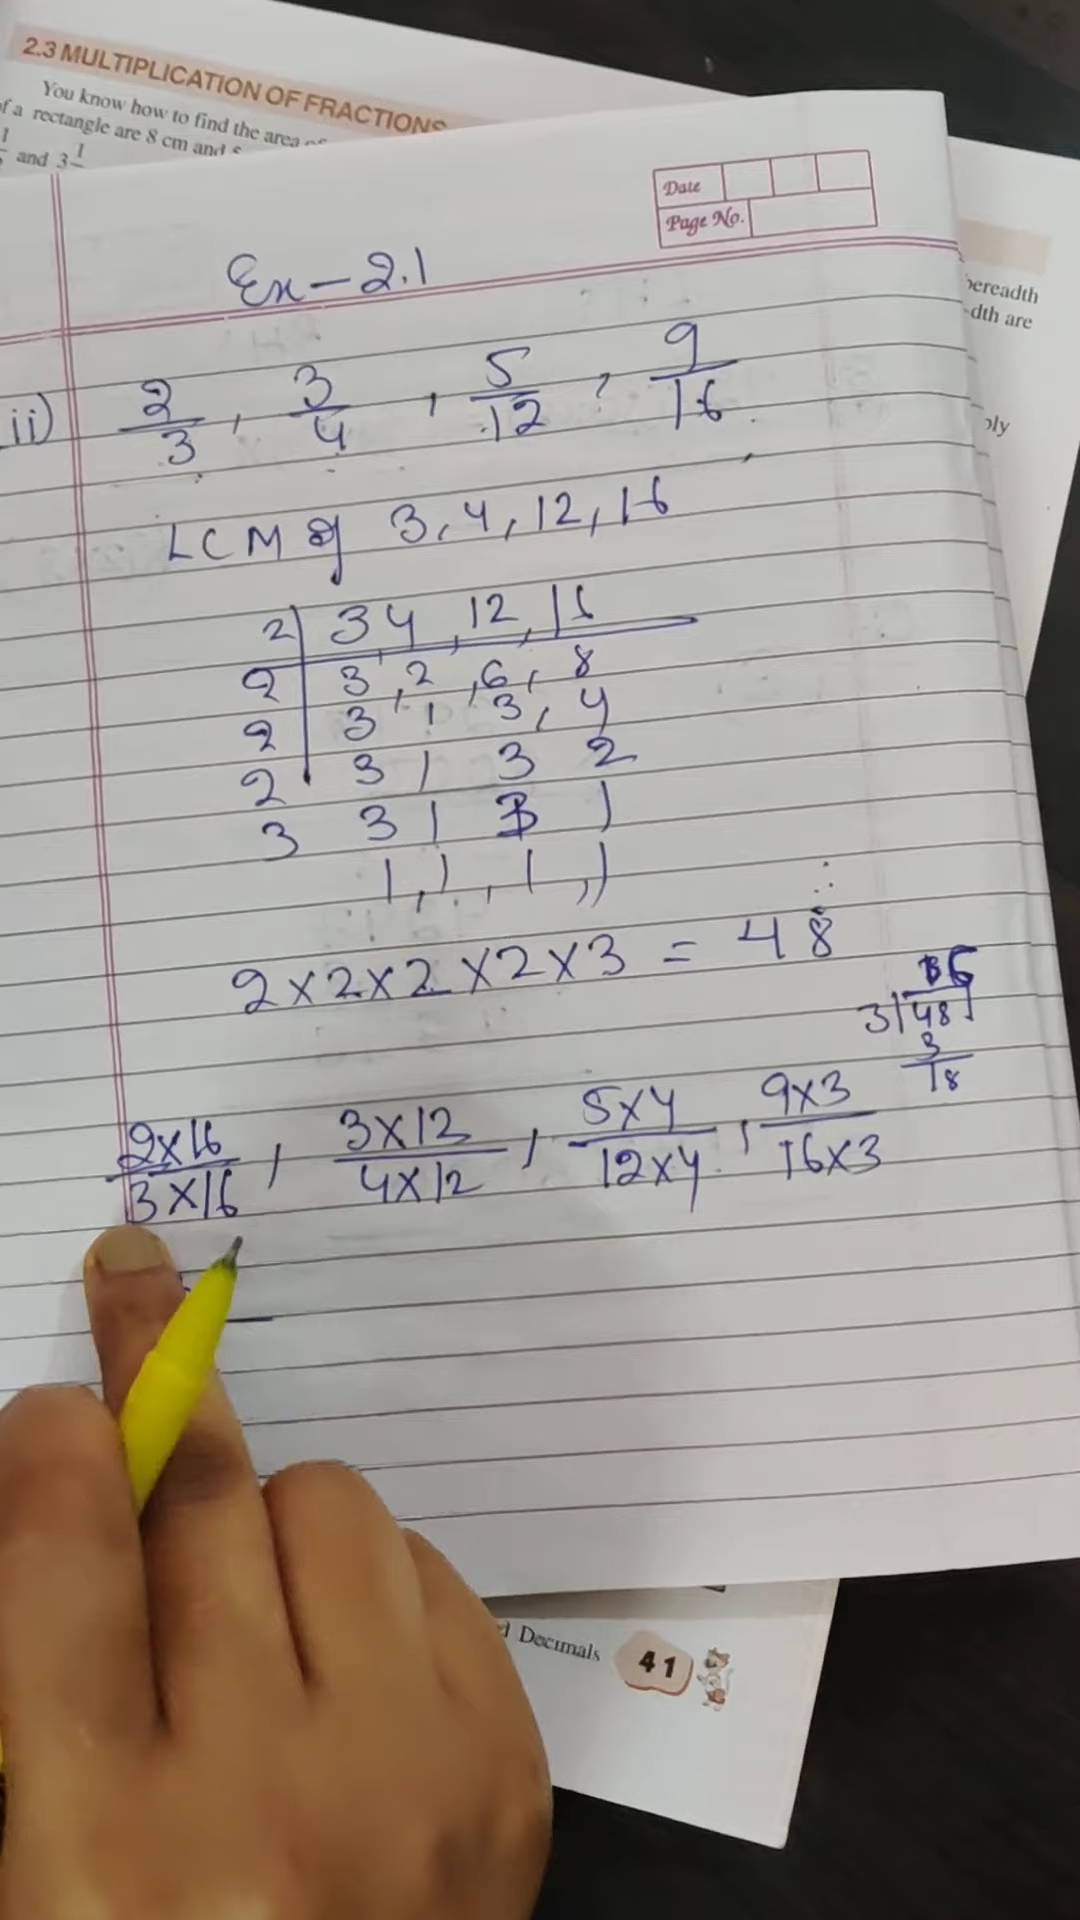 2.3 MULTIPLICATION OF FRACTIONS
You know how to find the area of
of a rectangle are 8 cm and
and 3 1
Date
Page No.
bereadth
dth are
ply
Ex - 2.1
ii) 2/3 , 3/4 , 5/12 , 9/16
LCM of 3, 4, 12, 16
2 | 3, 4, 12, 16
2 | 3, 2, 6, 8
2 | 3, 1, 3, 4
2 3 1 3 2
3 3 1 3 1
1, 1, 1, 1
2×2×2×2×3 = 48
16
3)48
3
18
2×16/3×16 , 3×12/4×12 , 5×4/12×4 , 9×3/16×3
Decimals 41